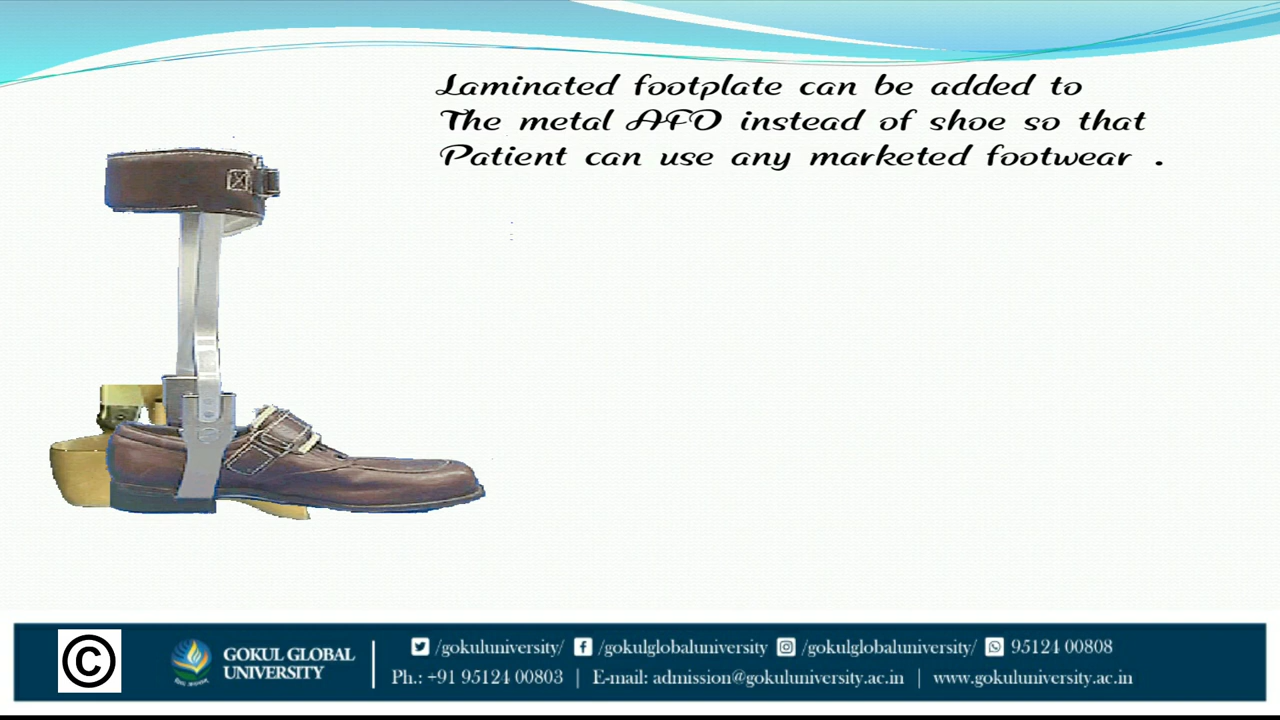 Laminated footplate can be added to
The metal AFO instead of shoe so that
Patient can use any marketed footwear .
©
GOKUL GLOBAL
UNIVERSITY
/gokuluniversity/ /gokulglobaluniversity /gokulglobaluniversity/ 95124 00808
Ph.: +91 95124 00803 | E-mail: admission@gokuluniversity.ac.in | www.gokuluniversity.ac.in